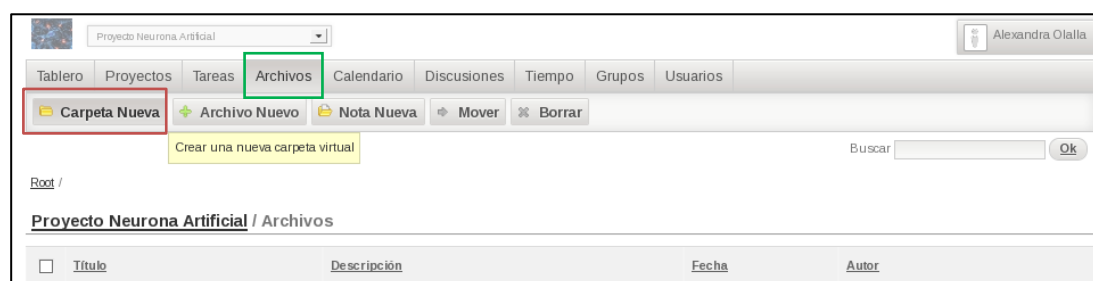 Proyecto Neurona Artificial
Alexandra Olalla
Tablero Proyectos Tareas Archivos Calendario Discusiones Tiempo Grupos Usuarios
Carpeta Nueva Archivo Nuevo Nota Nueva Mover Borrar
Crear una nueva carpeta virtual
Buscar Ok
Root /
Proyecto Neurona Artificial / Archivos
Título Descripción Fecha Autor